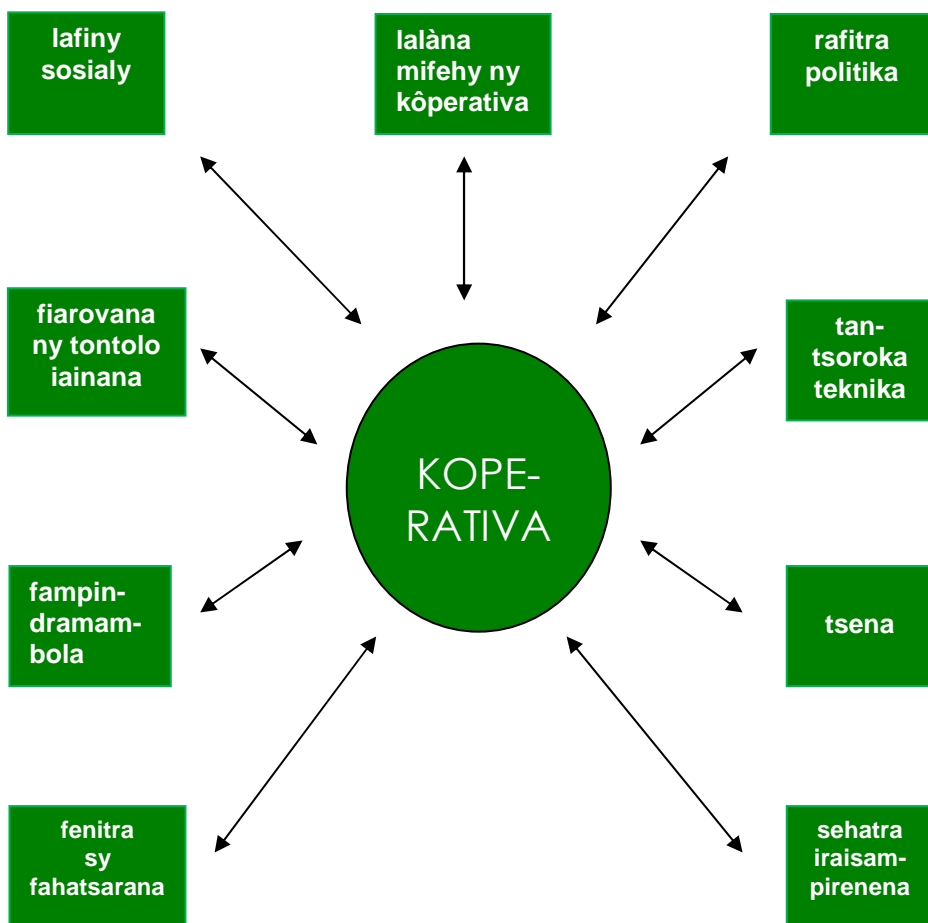 lafiny
sosialy
lalàna
mifehy ny
kôperativa
rafitra
politika
fiarovana
ny tontolo
iainana
tan-
tsoroka
teknika
KOPE-
RATIVA
fampin-
dramam-
bola
tsena
fenitra
sy
fahatsarana
sehatra
iraisam-
pirenena